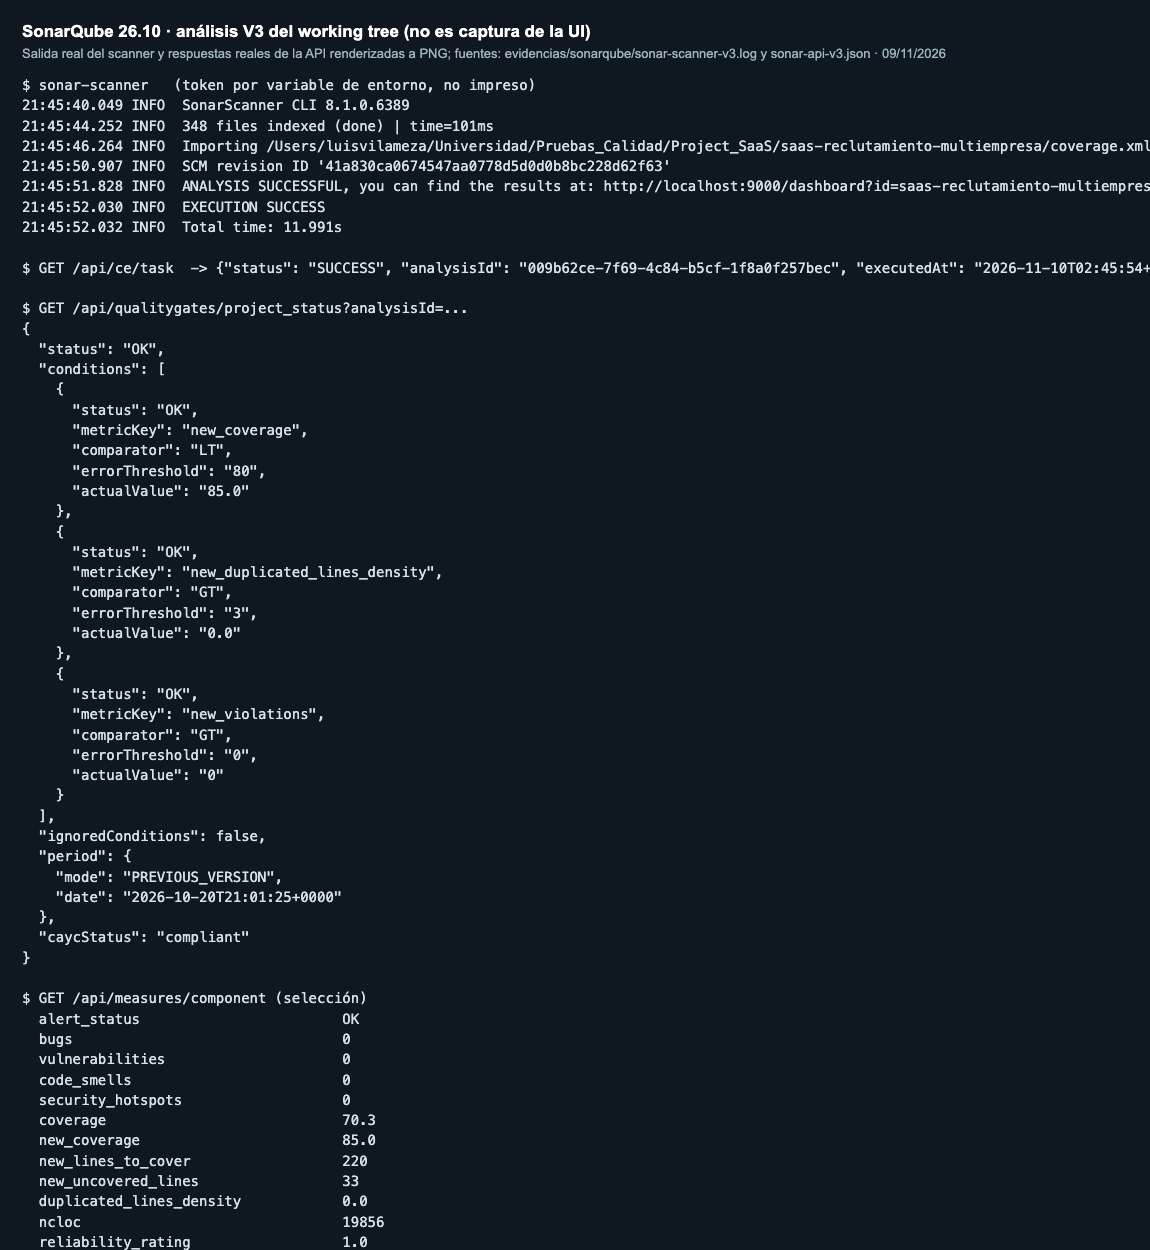 SonarQube 26.10 · análisis V3 del working tree (no es captura de la UI)
Salida real del scanner y respuestas reales de la API renderizadas a PNG; fuentes: evidencias/sonarqube/sonar-scanner-v3.log y sonar-api-v3.json · 09/11/2026
$ sonar-scanner   (token por variable de entorno, no impreso)
21:45:40.049 INFO  SonarScanner CLI 8.1.0.6389
21:45:44.252 INFO  348 files indexed (done) | time=101ms
21:45:46.264 INFO  Importing /Users/luisvilameza/Universidad/Pruebas_Calidad/Project_SaaS/saas-reclutamiento-multiempresa/coverage.xml
21:45:50.907 INFO  SCM revision ID '41a830ca0674547aa0778d5d0d0b8bc228d62f63'
21:45:51.828 INFO  ANALYSIS SUCCESSFUL, you can find the results at: http://localhost:9000/dashboard?id=saas-reclutamiento-multiempres
21:45:52.030 INFO  EXECUTION SUCCESS
21:45:52.032 INFO  Total time: 11.991s
$ GET /api/ce/task  -> {"status": "SUCCESS", "analysisId": "009b62ce-7f69-4c84-b5cf-1f8a0f257bec", "executedAt": "2026-11-10T02:45:54+
$ GET /api/qualitygates/project_status?analysisId=...
{
  "status": "OK",
  "conditions": [
    {
      "status": "OK",
      "metricKey": "new_coverage",
      "comparator": "LT",
      "errorThreshold": "80",
      "actualValue": "85.0"
    },
    {
      "status": "OK",
      "metricKey": "new_duplicated_lines_density",
      "comparator": "GT",
      "errorThreshold": "3",
      "actualValue": "0.0"
    },
    {
      "status": "OK",
      "metricKey": "new_violations",
      "comparator": "GT",
      "errorThreshold": "0",
      "actualValue": "0"
    }
  ],
  "ignoredConditions": false,
  "period": {
    "mode": "PREVIOUS_VERSION",
    "date": "2026-10-20T21:01:25+0000"
  },
  "caycStatus": "compliant"
}
$ GET /api/measures/component (selección)
  alert_status                        OK
  bugs                                0
  vulnerabilities                     0
  code_smells                         0
  security_hotspots                   0
  coverage                            70.3
  new_coverage                        85.0
  new_lines_to_cover                  220
  new_uncovered_lines                 33
  duplicated_lines_density            0.0
  ncloc                               19856
  reliability_rating                  1.0